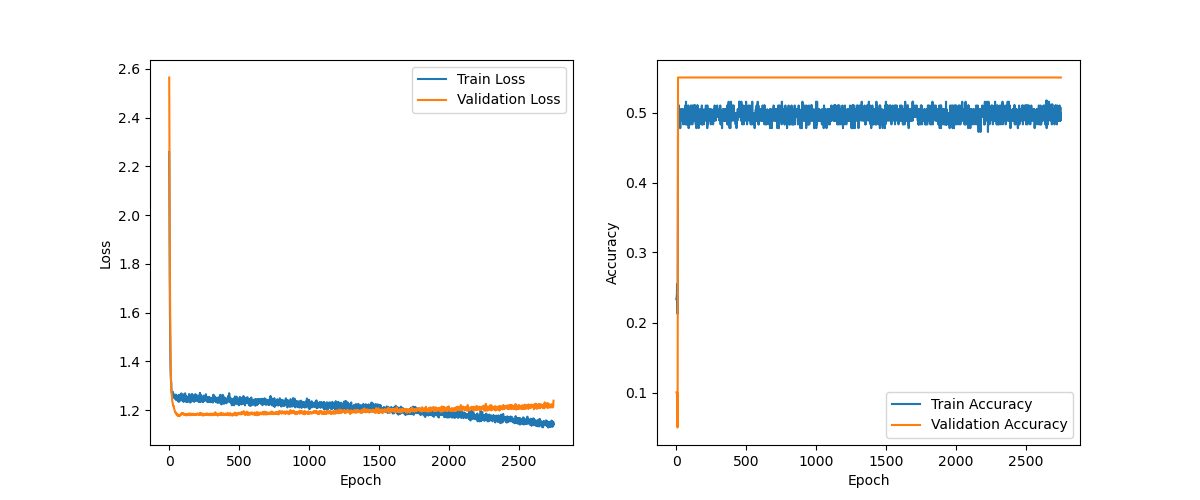 2.6
2.4
2.2
2.0
1.8
1.6
1.4
1.2
Loss
0 500 1000 1500 2000 2500
Epoch
Train Loss
Validation Loss
0.5
0.4
0.3
0.2
0.1
Accuracy
0 500 1000 1500 2000 2500
Epoch
Train Accuracy
Validation Accuracy